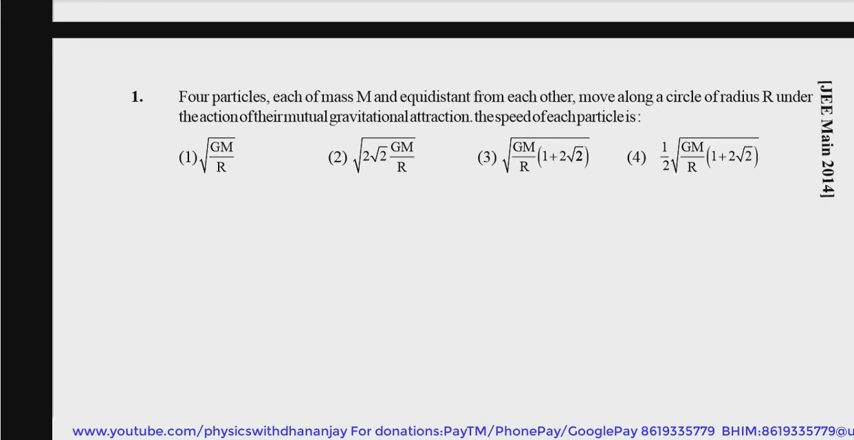 1. Four particles, each of mass M and equidistant from each other, move along a circle of radius R under
the action of their mutual gravitational attraction. the speed of each particle is :
(1) √(GM/R) (2) √(2√2 GM/R) (3) √(GM/R (1+2√2)) (4) 1/2 √(GM/R (1+2√2))
[JEE Main 2014]
www.youtube.com/physicswithdhananjay For donations:PayTM/PhonePay/GooglePay 8619335779 BHIM:8619335779@u